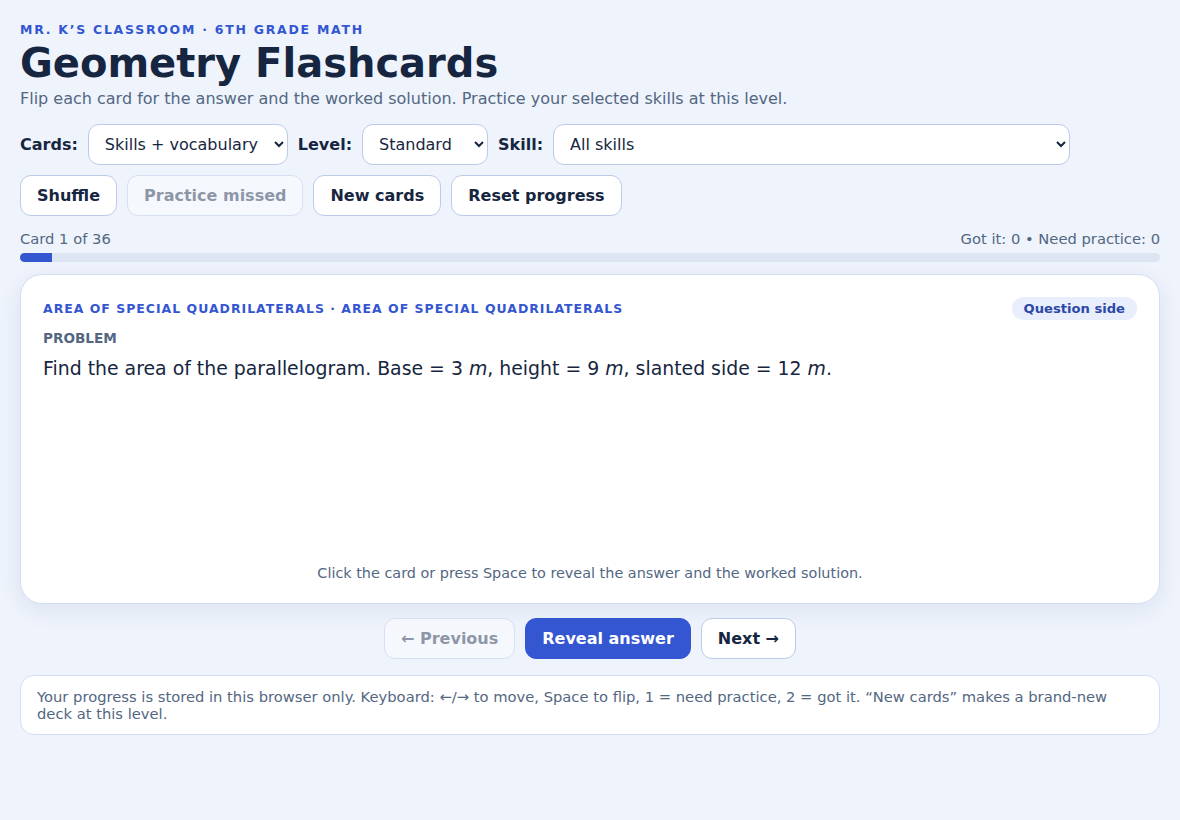 MR. K’S CLASSROOM · 6TH GRADE MATH
Geometry Flashcards
Flip each card for the answer and the worked solution. Practice your selected skills at this level.
Cards: Skills + vocabulary Level: Standard Skill: All skills
Shuffle Practice missed New cards Reset progress
Card 1 of 36 Got it: 0 • Need practice: 0
AREA OF SPECIAL QUADRILATERALS · AREA OF SPECIAL QUADRILATERALS Question side
PROBLEM
Find the area of the parallelogram. Base = 3 m, height = 9 m, slanted side = 12 m.
Click the card or press Space to reveal the answer and the worked solution.
← Previous Reveal answer Next →
Your progress is stored in this browser only. Keyboard: ←/→ to move, Space to flip, 1 = need practice, 2 = got it. “New cards” makes a brand-new
deck at this level.